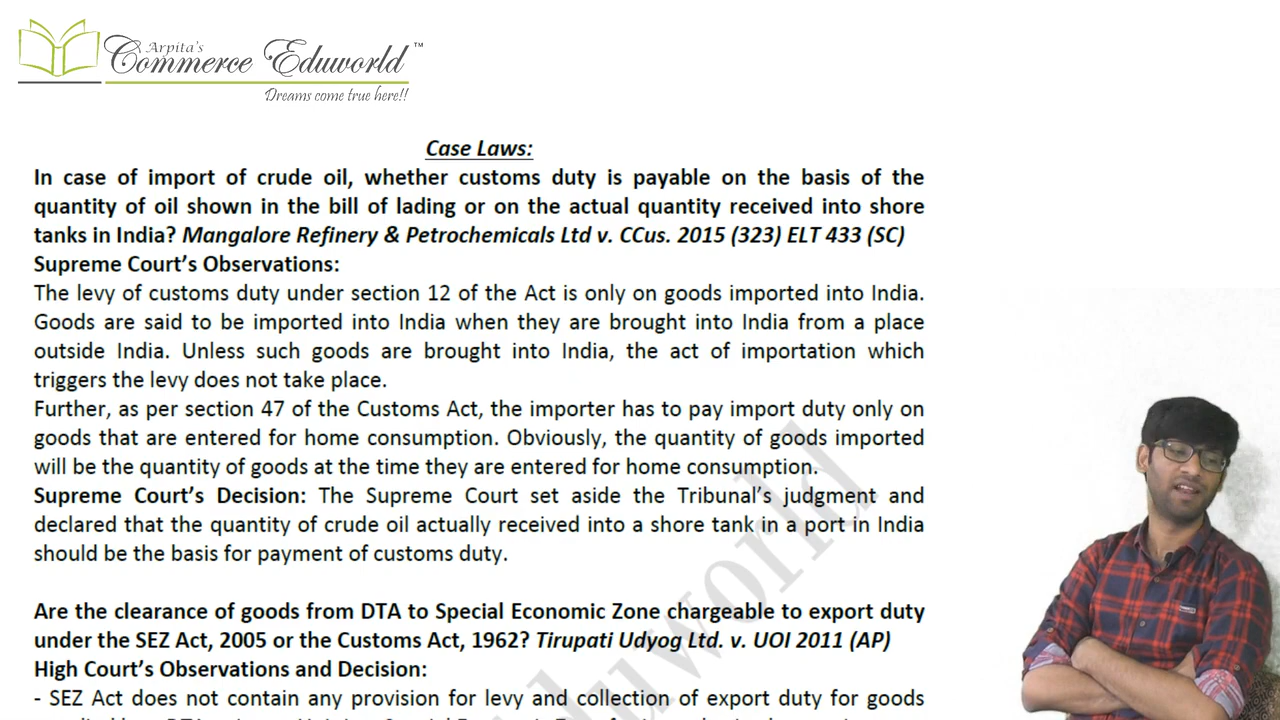 Arpita's
Commerce Eduworld™
Dreams come true here!!
Case Laws:
In case of import of crude oil, whether customs duty is payable on the basis of the
quantity of oil shown in the bill of lading or on the actual quantity received into shore
tanks in India? Mangalore Refinery & Petrochemicals Ltd v. CCus. 2015 (323) ELT 433 (SC)
Supreme Court's Observations:
The levy of customs duty under section 12 of the Act is only on goods imported into India.
Goods are said to be imported into India when they are brought into India from a place
outside India. Unless such goods are brought into India, the act of importation which
triggers the levy does not take place.
Further, as per section 47 of the Customs Act, the importer has to pay import duty only on
goods that are entered for home consumption. Obviously, the quantity of goods imported
will be the quantity of goods at the time they are entered for home consumption.
Supreme Court's Decision: The Supreme Court set aside the Tribunal's judgment and
declared that the quantity of crude oil actually received into a shore tank in a port in India
should be the basis for payment of customs duty.
Are the clearance of goods from DTA to Special Economic Zone chargeable to export duty
under the SEZ Act, 2005 or the Customs Act, 1962? Tirupati Udyog Ltd. v. UOI 2011 (AP)
High Court's Observations and Decision:
- SEZ Act does not contain any provision for levy and collection of export duty for goods